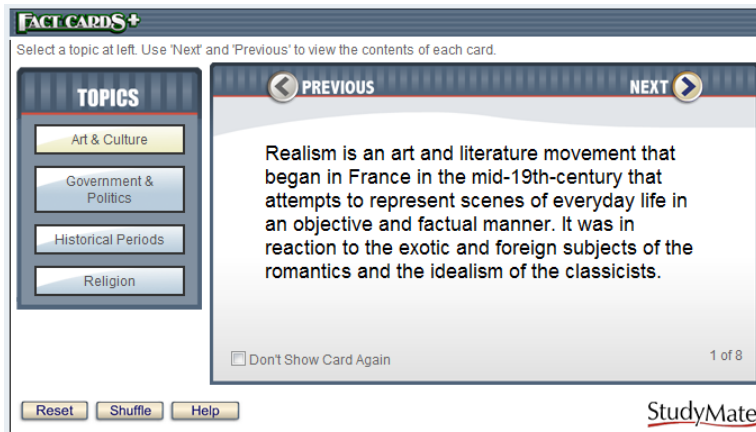 FACT CARDS+
Select a topic at left. Use 'Next' and 'Previous' to view the contents of each card.
TOPICS
Art & Culture
Government &
Politics
Historical Periods
Religion
PREVIOUS
NEXT
Realism is an art and literature movement that
began in France in the mid-19th-century that
attempts to represent scenes of everyday life in
an objective and factual manner. It was in
reaction to the exotic and foreign subjects of the
romantics and the idealism of the classicists.
Don't Show Card Again
1 of 8
Reset
Shuffle
Help
StudyMate